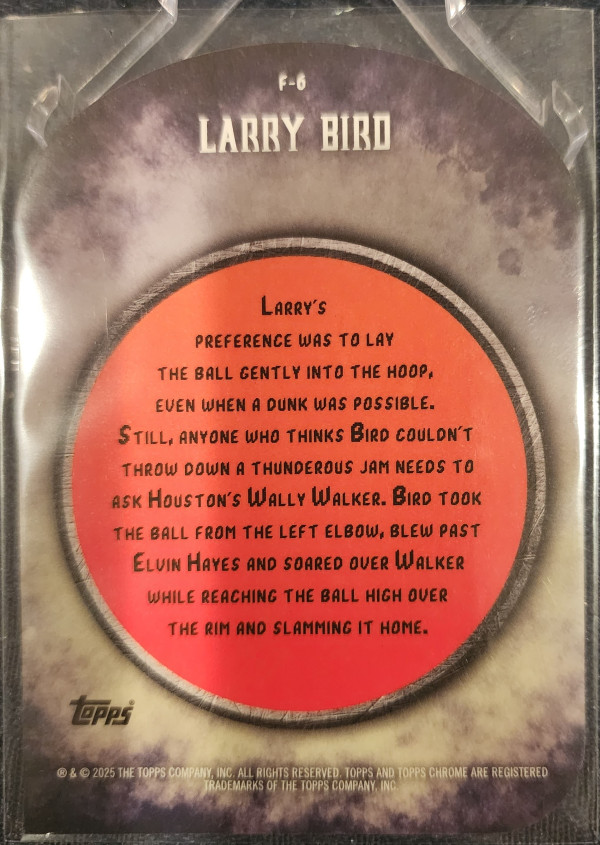 F-6
LARRY BIRD
LARRY'S
PREFERENCE WAS TO LAY
THE BALL GENTLY INTO THE HOOP,
EVEN WHEN A DUNK WAS POSSIBLE.
STILL, ANYONE WHO THINKS BIRD COULDN'T
THROW DOWN A THUNDEROUS JAM NEEDS TO
ASK HOUSTON'S WALLY WALKER. BIRD TOOK
THE BALL FROM THE LEFT ELBOW, BLEW PAST
ELVIN HAYES AND SOARED OVER WALKER
WHILE REACHING THE BALL HIGH OVER
THE RIM AND SLAMMING IT HOME.
Topps®
® & © 2025 THE TOPPS COMPANY, INC. ALL RIGHTS RESERVED. TOPPS AND TOPPS CHROME ARE REGISTERED
TRADEMARKS OF THE TOPPS COMPANY, INC.